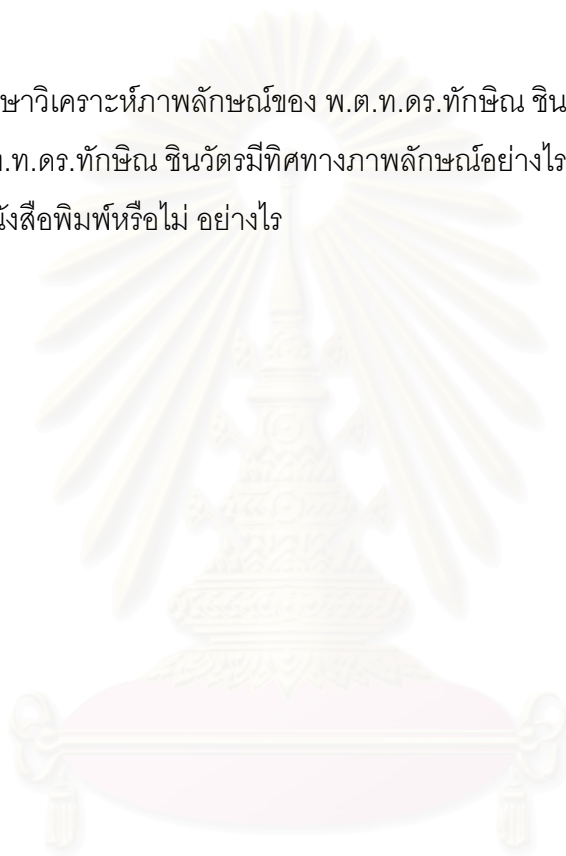 ษาวิเคราะห์ภาพลักษณ์ของ พ.ต.ท.ดร.ทักษิณ ชิน
.ท.ดร.ทักษิณ ชินวัตรมีทิศทางภาพลักษณ์อย่างไร
ังสือพิมพ์หรือไม่ อย่างไร